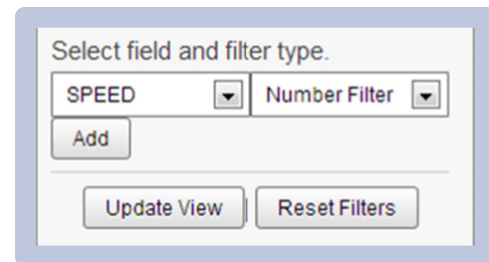 Select field and filter type.
SPEED Number Filter
Add
Update View | Reset Filters